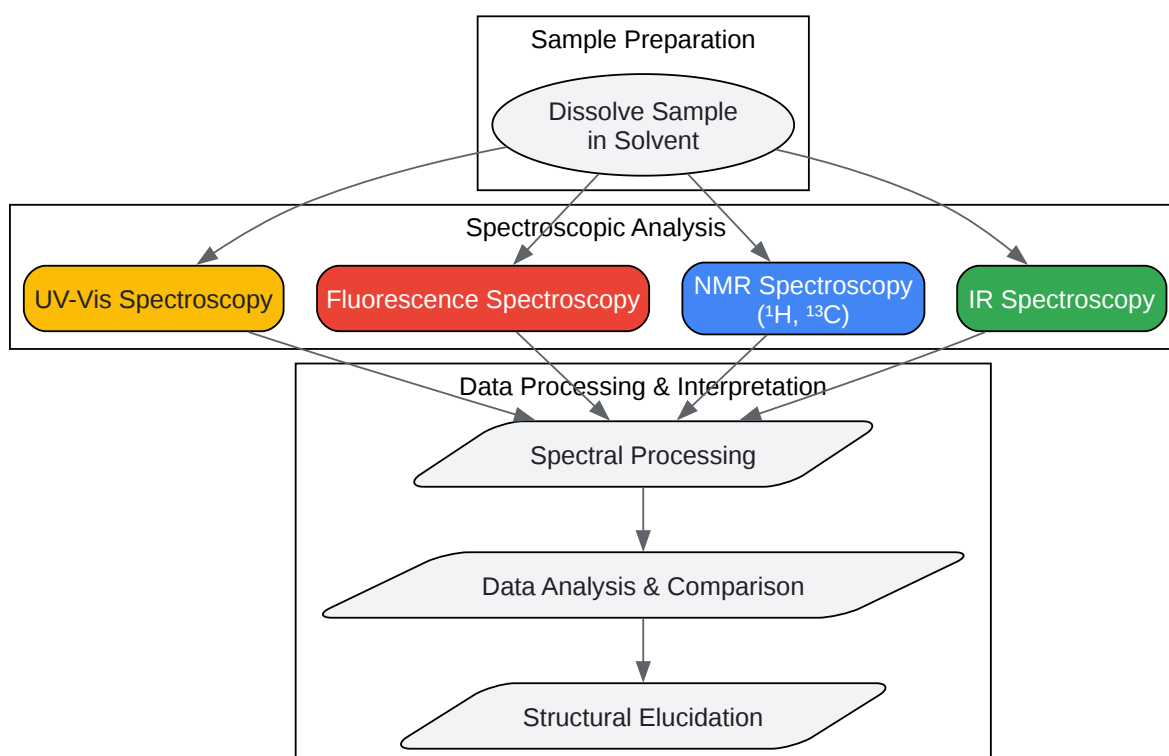 Sample Preparation
Dissolve Sample
in Solvent
Spectroscopic Analysis
UV-Vis Spectroscopy
Fluorescence Spectroscopy
NMR Spectroscopy
(¹H, ¹³C)
IR Spectroscopy
Data Processing & Interpretation
Spectral Processing
Data Analysis & Comparison
Structural Elucidation